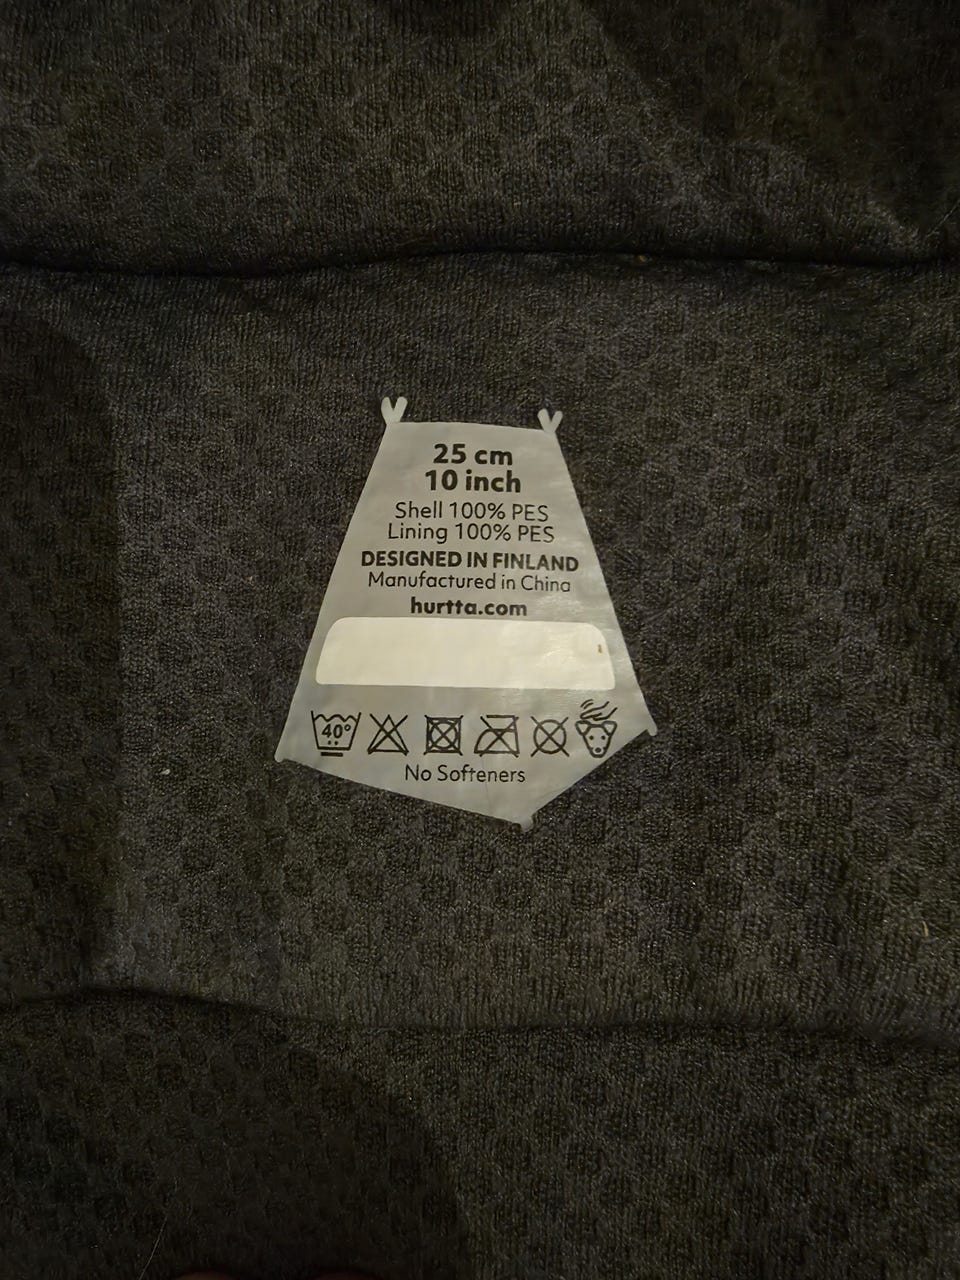 25 cm
10 inch
Shell 100% PES
Lining 100% PES
DESIGNED IN FINLAND
Manufactured in China
hurtta.com
40°
No Softeners